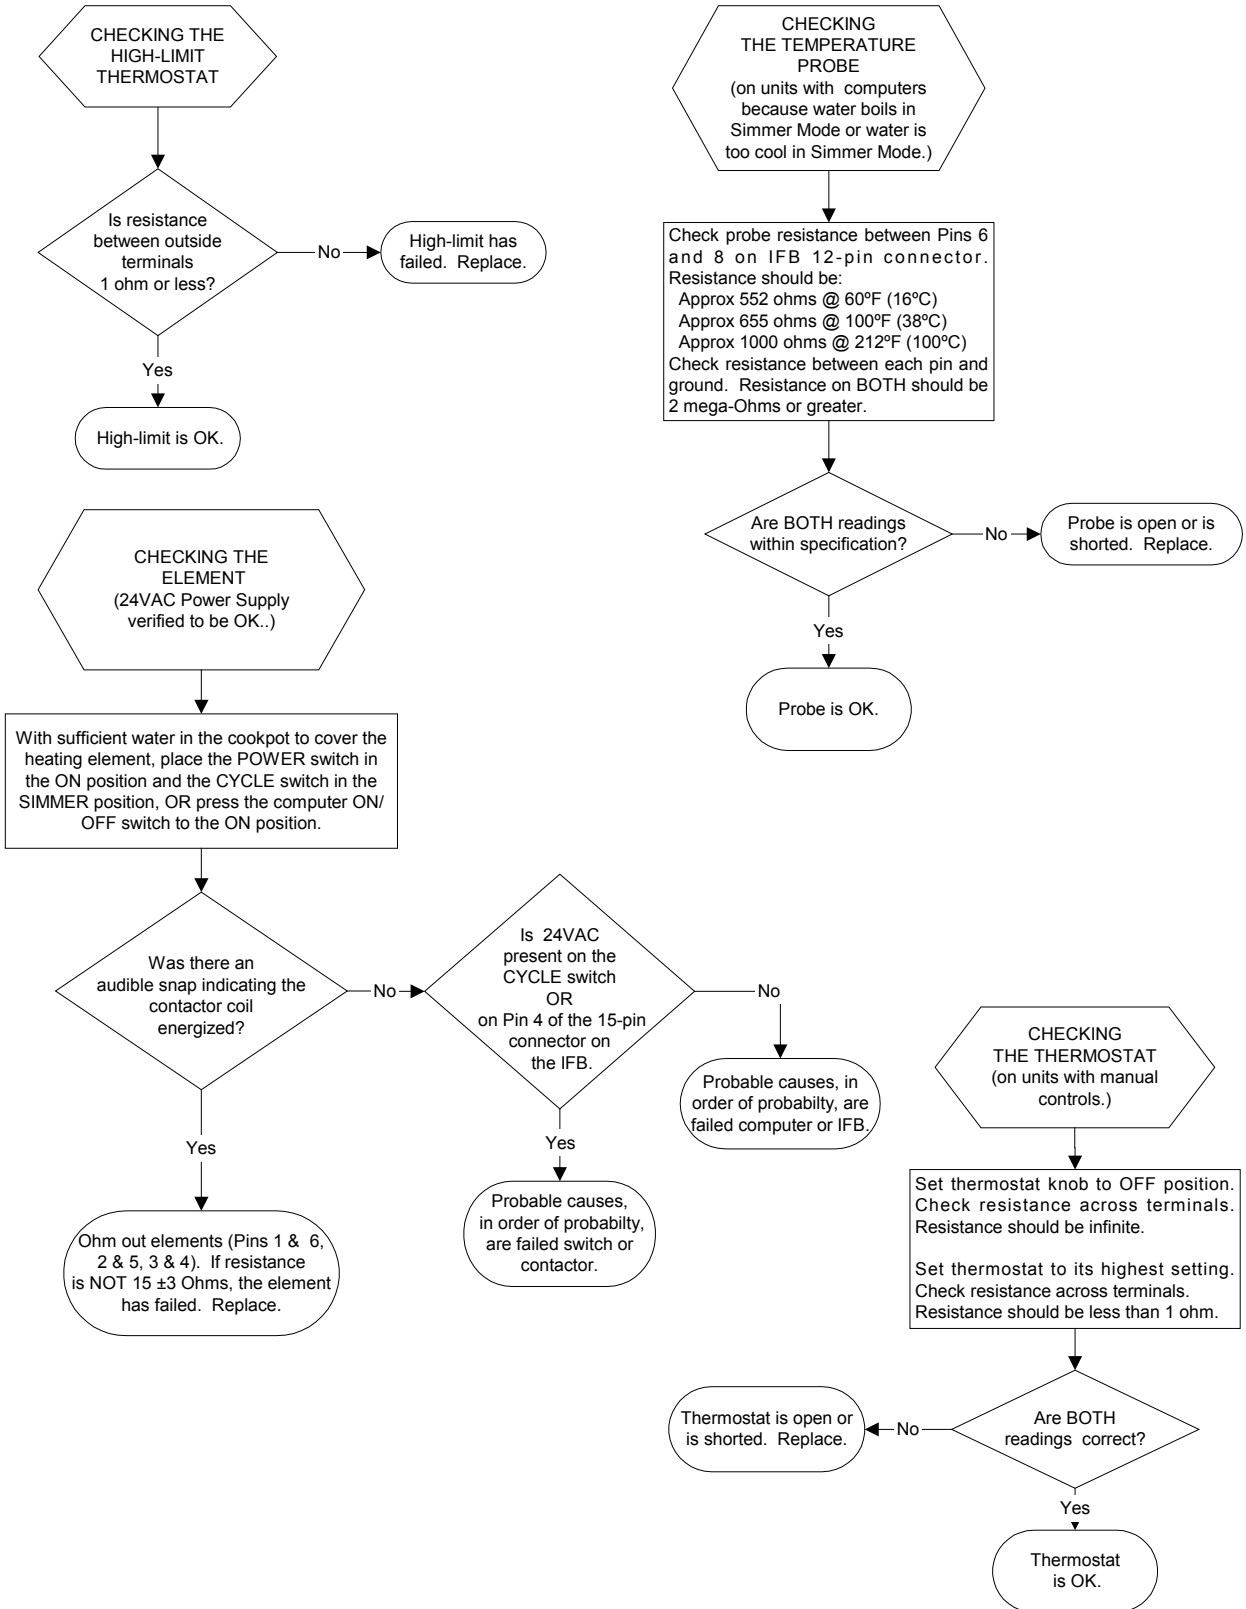 CHECKING THE
HIGH-LIMIT
THERMOSTAT
Is resistance
between outside
terminals
1 ohm or less?
No
High-limit has
failed. Replace.
Yes
High-limit is OK.
CHECKING
THE TEMPERATURE
PROBE
(on units with computers
because water boils in
Simmer Mode or water is
too cool in Simmer Mode.)
Check probe resistance between Pins 6
and 8 on IFB 12-pin connector.
Resistance should be:
Approx 552 ohms @ 60ºF (16ºC)
Approx 655 ohms @ 100ºF (38ºC)
Approx 1000 ohms @ 212ºF (100ºC)
Check resistance between each pin and
ground. Resistance on BOTH should be
2 mega-Ohms or greater.
Are BOTH readings
within specification?
No
Probe is open or is
shorted. Replace.
Yes
Probe is OK.
CHECKING THE
ELEMENT
(24VAC Power Supply
verified to be OK..)
With sufficient water in the cookpot to cover the
heating element, place the POWER switch in
the ON position and the CYCLE switch in the
SIMMER position, OR press the computer ON/
OFF switch to the ON position.
Was there an
audible snap indicating the
contactor coil
energized?
No
Is 24VAC
present on the
CYCLE switch
OR
on Pin 4 of the 15-pin
connector on
the IFB.
No
Probable causes, in
order of probabilty, are
failed computer or IFB.
Yes
Probable causes,
in order of probabilty,
are failed switch or
contactor.
Yes
Ohm out elements (Pins 1 & 6,
2 & 5, 3 & 4). If resistance
is NOT 15 ±3 Ohms, the element
has failed. Replace.
CHECKING
THE THERMOSTAT
(on units with manual
controls.)
Set thermostat knob to OFF position.
Check resistance across terminals.
Resistance should be infinite.
Set thermostat to its highest setting.
Check resistance across terminals.
Resistance should be less than 1 ohm.
Are BOTH
readings correct?
No
Thermostat is open or
is shorted. Replace.
Yes
Thermostat
is OK.